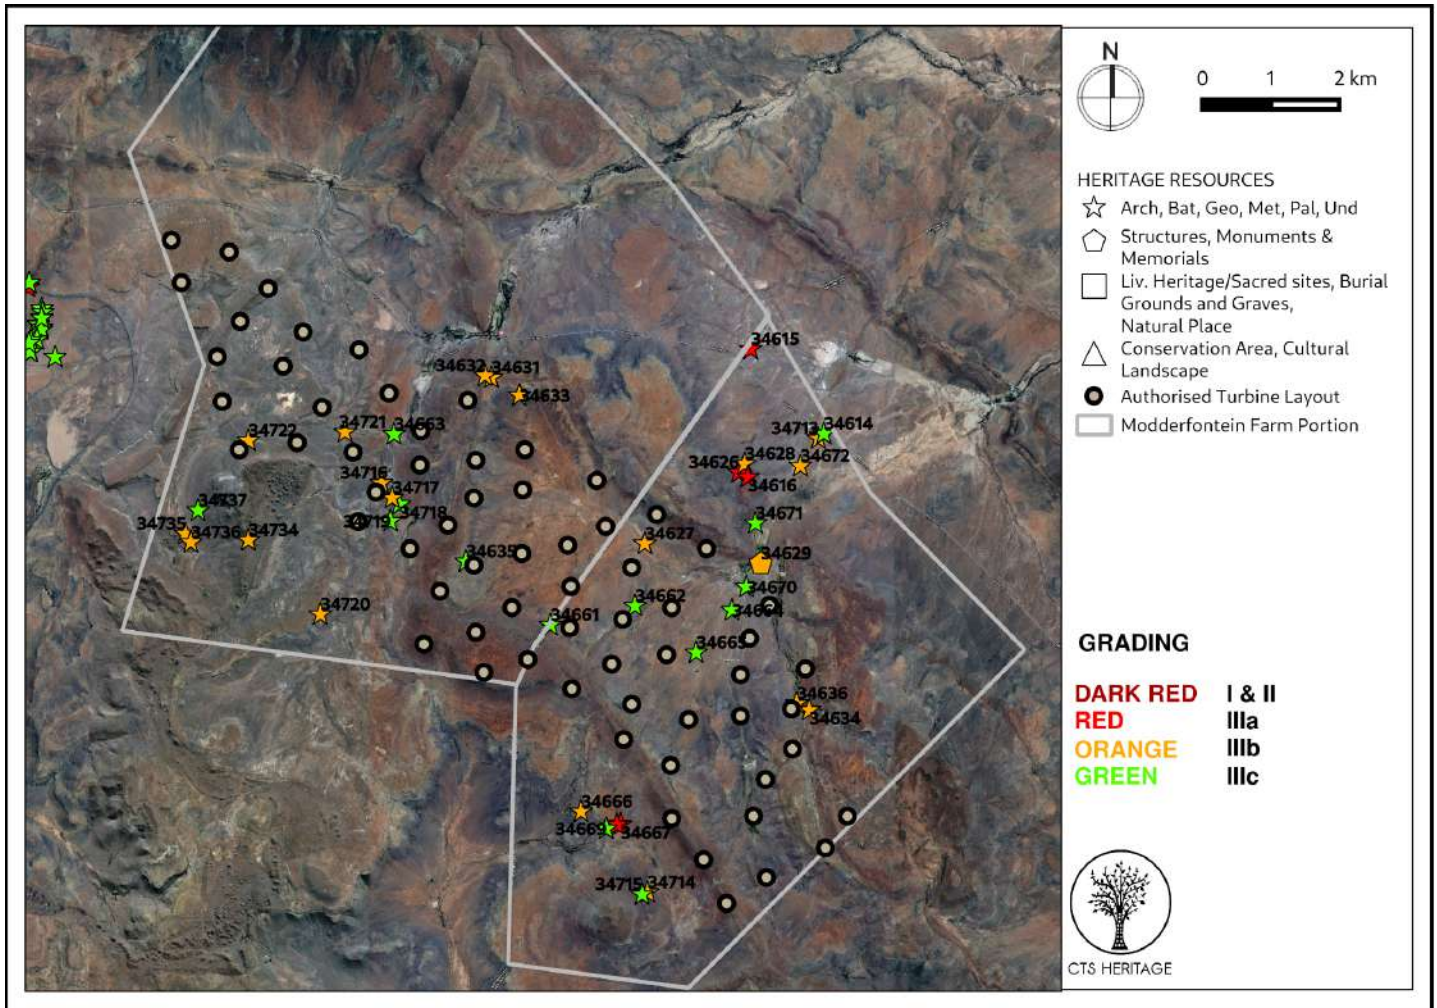 N
0 1 2 km
HERITAGE RESOURCES
Arch, Bat, Geo, Met, Pal, Und
Structures, Monuments &
Memorials
Liv. Heritage/Sacred sites, Burial
Grounds and Graves,
Natural Place
Conservation Area, Cultural
Landscape
Authorised Turbine Layout
Modderfontein Farm Portion
GRADING
DARK RED I & II
RED IIIa
ORANGE IIIb
GREEN IIIc
CTS HERITAGE
34615
34632 34631
34633
34721 34663
34722
34713 34614
34628 34672
34626
34616
34716
34717
34737
34719 34718
34671
34735
34736 34734
34627
34629
34635
34670
34662
34664
34720
34661
34665
34636
34634
34666
34669 34667
34715 34714